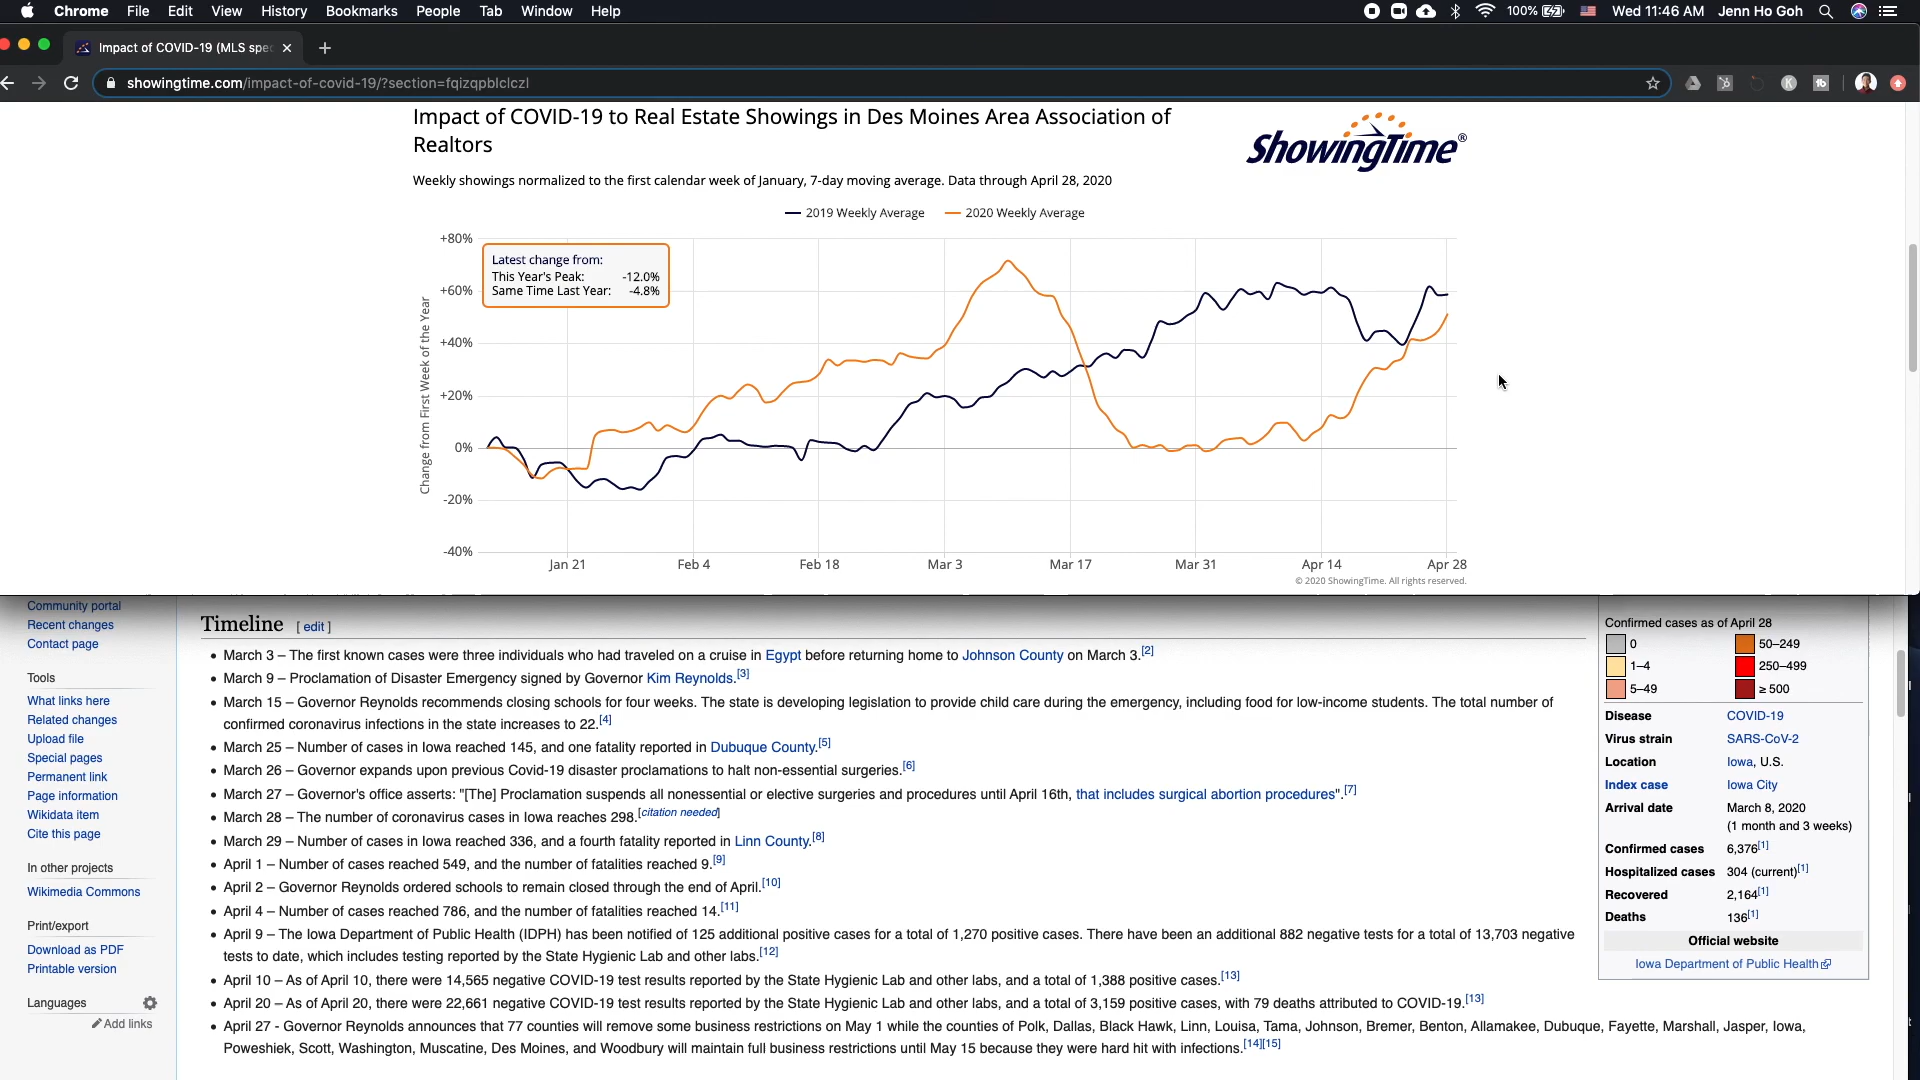 Chrome File Edit View History Bookmarks People Tab Window Help 100% Wed 11:46 AM Jenn Ho Goh
Impact of COVID-19 (MLS spec
showingtime.com/impact-of-covid-19/?section=fqizqpblclczl
Impact of COVID-19 to Real Estate Showings in Des Moines Area Association of
Realtors
ShowingTime®
Weekly showings normalized to the first calendar week of January, 7-day moving average. Data through April 28, 2020
2019 Weekly Average 2020 Weekly Average
Latest change from:
This Year's Peak: -12.0%
Same Time Last Year: -4.8%
Change from First Week of the Year
+80%
+60%
+40%
+20%
0%
-20%
-40%
Jan 21 Feb 4 Feb 18 Mar 3 Mar 17 Mar 31 Apr 14 Apr 28
© 2020 ShowingTime. All rights reserved.
Community portal
Recent changes
Contact page
Tools
What links here
Related changes
Upload file
Special pages
Permanent link
Page information
Wikidata item
Cite this page
In other projects
Wikimedia Commons
Print/export
Download as PDF
Printable version
Languages
Add links
Timeline [ edit ]
• March 3 – The first known cases were three individuals who had traveled on a cruise in Egypt before returning home to Johnson County on March 3.[2]
• March 9 – Proclamation of Disaster Emergency signed by Governor Kim Reynolds.[3]
• March 15 – Governor Reynolds recommends closing schools for four weeks. The state is developing legislation to provide child care during the emergency, including food for low-income students. The total number of
confirmed coronavirus infections in the state increases to 22.[4]
• March 25 – Number of cases in Iowa reached 145, and one fatality reported in Dubuque County.[5]
• March 26 – Governor expands upon previous Covid-19 disaster proclamations to halt non-essential surgeries.[6]
• March 27 – Governor's office asserts: "[The] Proclamation suspends all nonessential or elective surgeries and procedures until April 16th, that includes surgical abortion procedures".[7]
• March 28 – The number of coronavirus cases in Iowa reaches 298.[citation needed]
• March 29 – Number of cases in Iowa reached 336, and a fourth fatality reported in Linn County.[8]
• April 1 – Number of cases reached 549, and the number of fatalities reached 9.[9]
• April 2 – Governor Reynolds ordered schools to remain closed through the end of April.[10]
• April 4 – Number of cases reached 786, and the number of fatalities reached 14.[11]
• April 9 – The Iowa Department of Public Health (IDPH) has been notified of 125 additional positive cases for a total of 1,270 positive cases. There have been an additional 882 negative tests for a total of 13,703 negative
tests to date, which includes testing reported by the State Hygienic Lab and other labs.[12]
• April 10 – As of April 10, there were 14,565 negative COVID-19 test results reported by the State Hygienic Lab and other labs, and a total of 1,388 positive cases.[13]
• April 20 – As of April 20, there were 22,661 negative COVID-19 test results reported by the State Hygienic Lab and other labs, and a total of 3,159 positive cases, with 79 deaths attributed to COVID-19.[13]
• April 27 - Governor Reynolds announces that 77 counties will remove some business restrictions on May 1 while the counties of Polk, Dallas, Black Hawk, Linn, Louisa, Tama, Johnson, Bremer, Benton, Allamakee, Dubuque, Fayette, Marshall, Jasper, Iowa,
Poweshiek, Scott, Washington, Muscatine, Des Moines, and Woodbury will maintain full business restrictions until May 15 because they were hard hit with infections.[14][15]
Confirmed cases as of April 28
0 50–249
1–4 250–499
5–49 ≥ 500
Disease COVID-19
Virus strain SARS-CoV-2
Location Iowa, U.S.
Index case Iowa City
Arrival date March 8, 2020
(1 month and 3 weeks)
Confirmed cases 6,376[1]
Hospitalized cases 304 (current)[1]
Recovered 2,164[1]
Deaths 136[1]
Official website
Iowa Department of Public Health